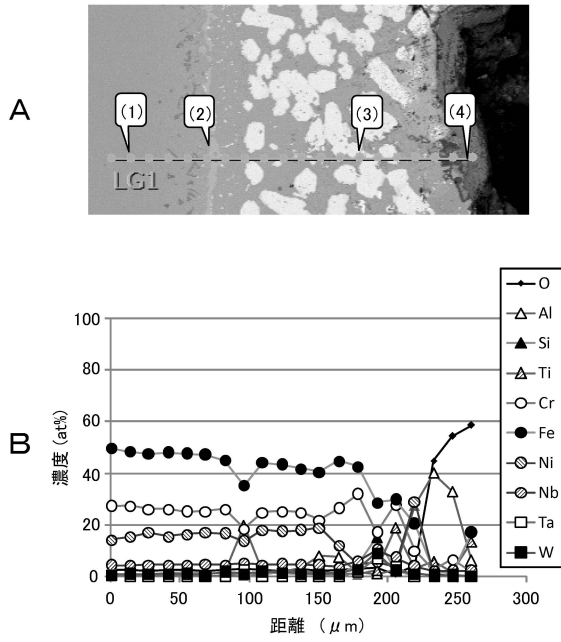 A
(1)
(2)
(3)
(4)
LG1
B
濃度 (at%)
100
80
60
40
20
0
0
50
100
150
200
250
300
距離 (μm)
O
Al
Si
Ti
Cr
Fe
Ni
Nb
Ta
W